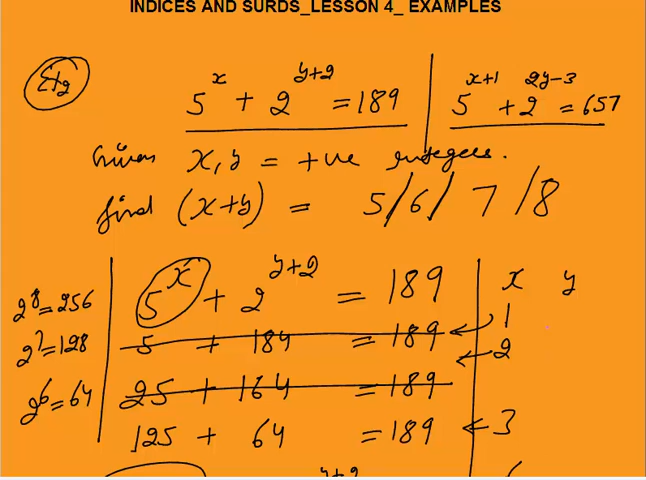 INDICES AND SURDS_LESSON 4_ EXAMPLES
Ex2 5^x + 2^(y+2) = 189 | 5^(x+1) + 2^(2y-3) = 657
Given x, y = +ve integers.
find (x+y) = 5/6/7/8
5^x + 2^(y+2) = 189 x y
2^8=256
5 + 184 = 189 ← 1
2^7=128
25 + 164 = 189 ← 2
2^6=64
125 + 64 = 189 ← 3
y+2